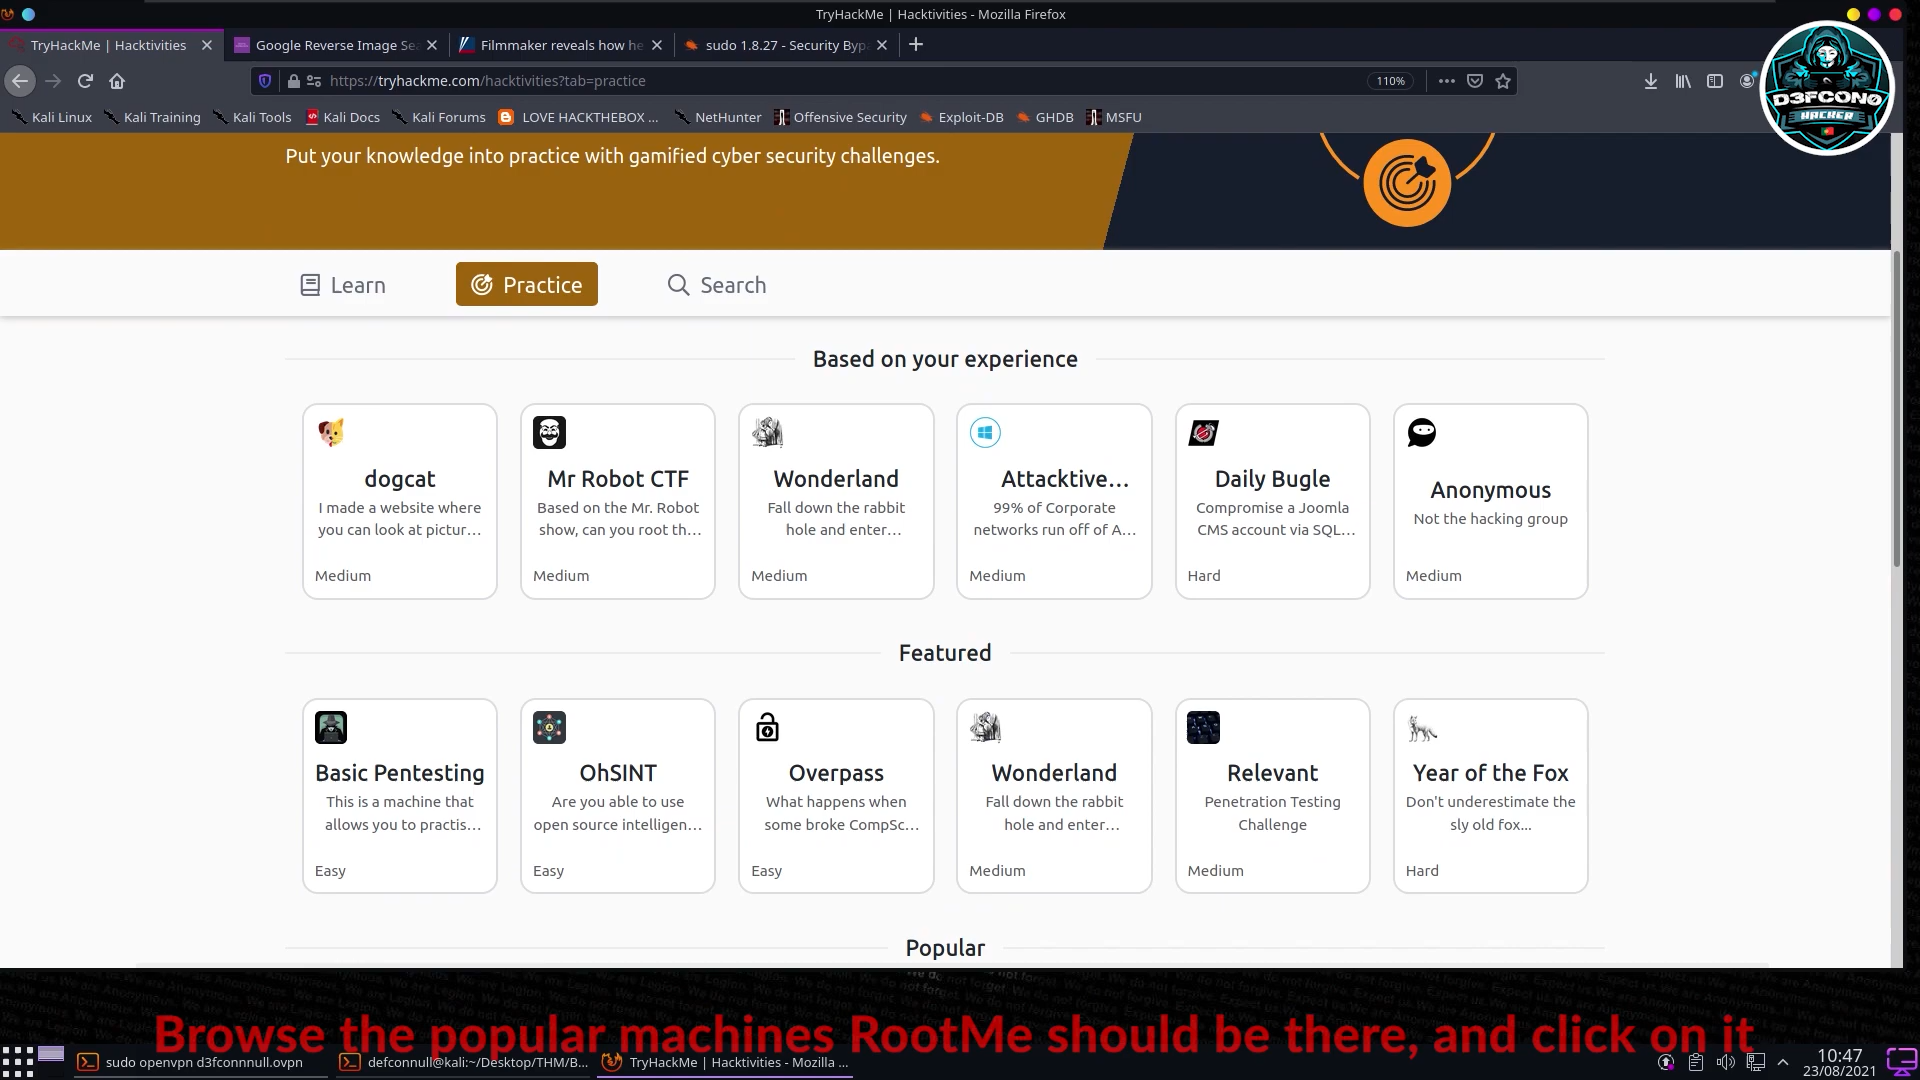 TryHackMe | Hacktivities - Mozilla Firefox
TryHackMe | Hacktivities
Google Reverse Image Se
Filmmaker reveals how he
sudo 1.8.27 - Security Byp
https://tryhackme.com/hacktivities?tab=practice
110%
Kali Linux
Kali Training
Kali Tools
Kali Docs
Kali Forums
LOVE HACKTHEBOX ...
NetHunter
Offensive Security
Exploit-DB
GHDB
MSFU
D3FCON0
HACKER
Put your knowledge into practice with gamified cyber security challenges.
Learn
Practice
Search
Based on your experience
dogcat
I made a website where
you can look at pictur...
Medium
Mr Robot CTF
Based on the Mr. Robot
show, can you root th...
Medium
Wonderland
Fall down the rabbit
hole and enter...
Medium
Attacktive...
99% of Corporate
networks run off of A...
Medium
Daily Bugle
Compromise a Joomla
CMS account via SQL...
Hard
Anonymous
Not the hacking group
Medium
Featured
Basic Pentesting
This is a machine that
allows you to practis...
Easy
OhSINT
Are you able to use
open source intelligen...
Easy
Overpass
What happens when
some broke CompSc...
Easy
Wonderland
Fall down the rabbit
hole and enter...
Medium
Relevant
Penetration Testing
Challenge
Medium
Year of the Fox
Don't underestimate the
sly old fox...
Hard
Popular
Browse the popular machines RootMe should be there, and click on it
sudo openvpn d3fconnnull.ovpn
defconnull@kali:~/Desktop/THM/B...
TryHackMe | Hacktivities - Mozilla ...
10:47
23/08/2021